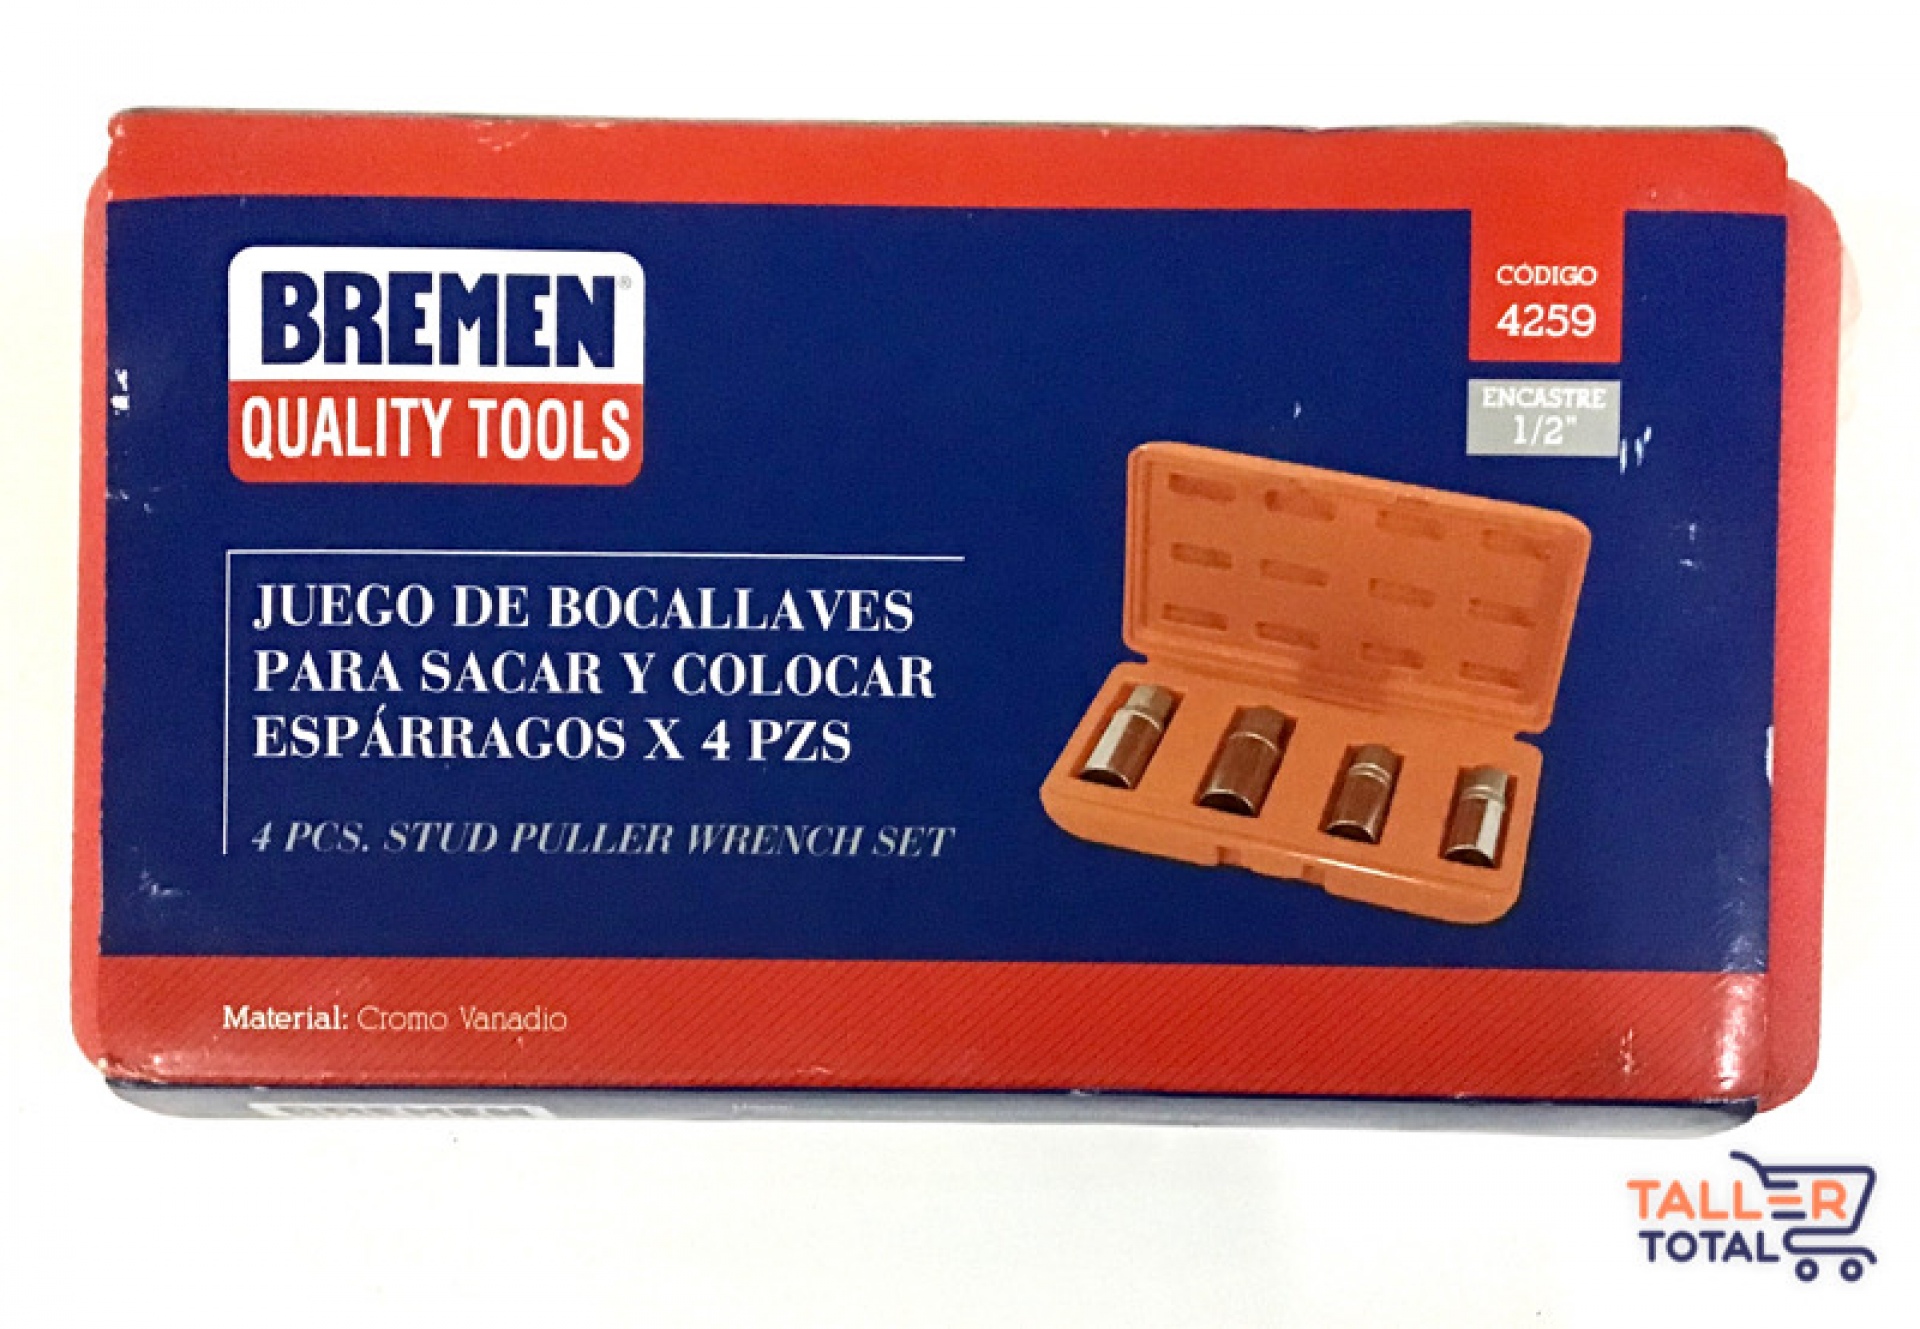 BREMEN®
QUALITY TOOLS
CÓDIGO
4259
ENCASTRE
1/2"
JUEGO DE BOCALLAVES
PARA SACAR Y COLOCAR
ESPÁRRAGOS X 4 PZS
4 PCS. STUD PULLER WRENCH SET
Material: Cromo Vanadio
BREMEN
TALLER
TOTAL